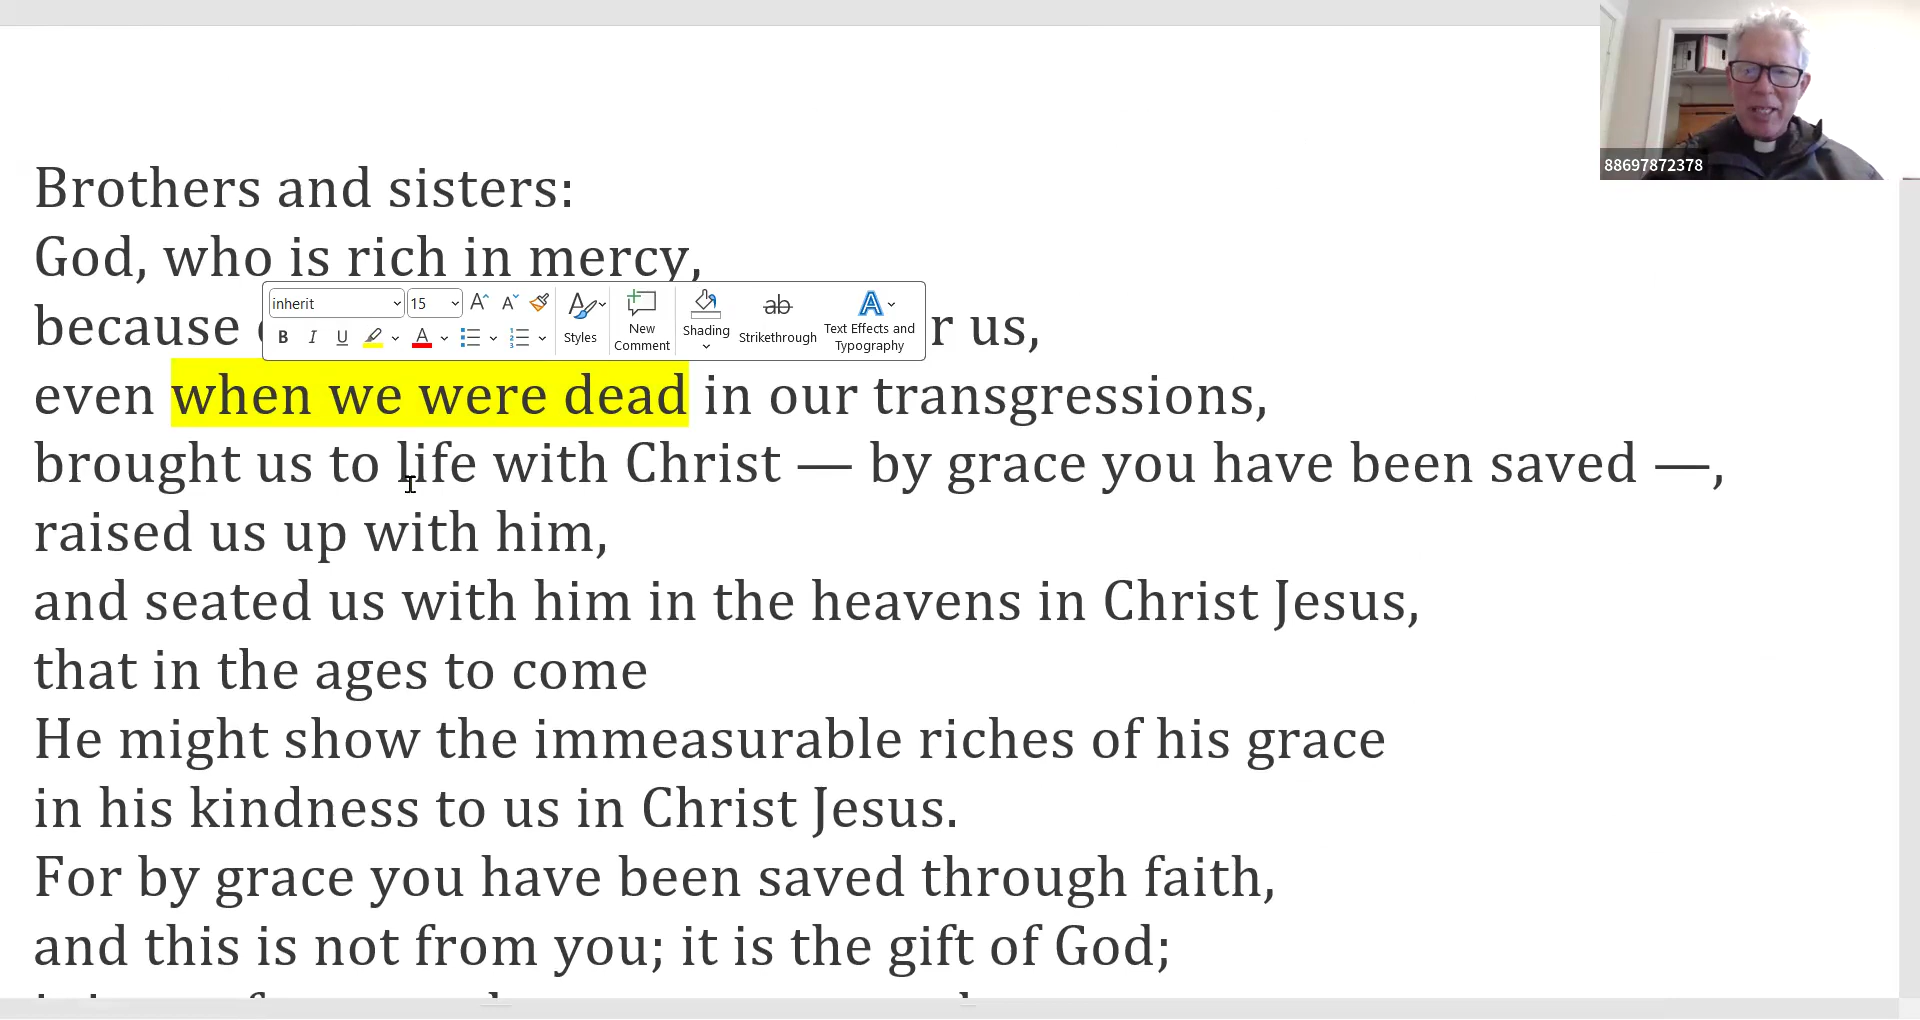 88697872378
Brothers and sisters:
God, who is rich in mercy,
because r us,
inherit 15
B I U
Styles
New
Comment
Shading
ab
Strikethrough
Text Effects and
Typography
even when we were dead in our transgressions,
brought us to life with Christ — by grace you have been saved —,
raised us up with him,
and seated us with him in the heavens in Christ Jesus,
that in the ages to come
He might show the immeasurable riches of his grace
in his kindness to us in Christ Jesus.
For by grace you have been saved through faith,
and this is not from you; it is the gift of God;